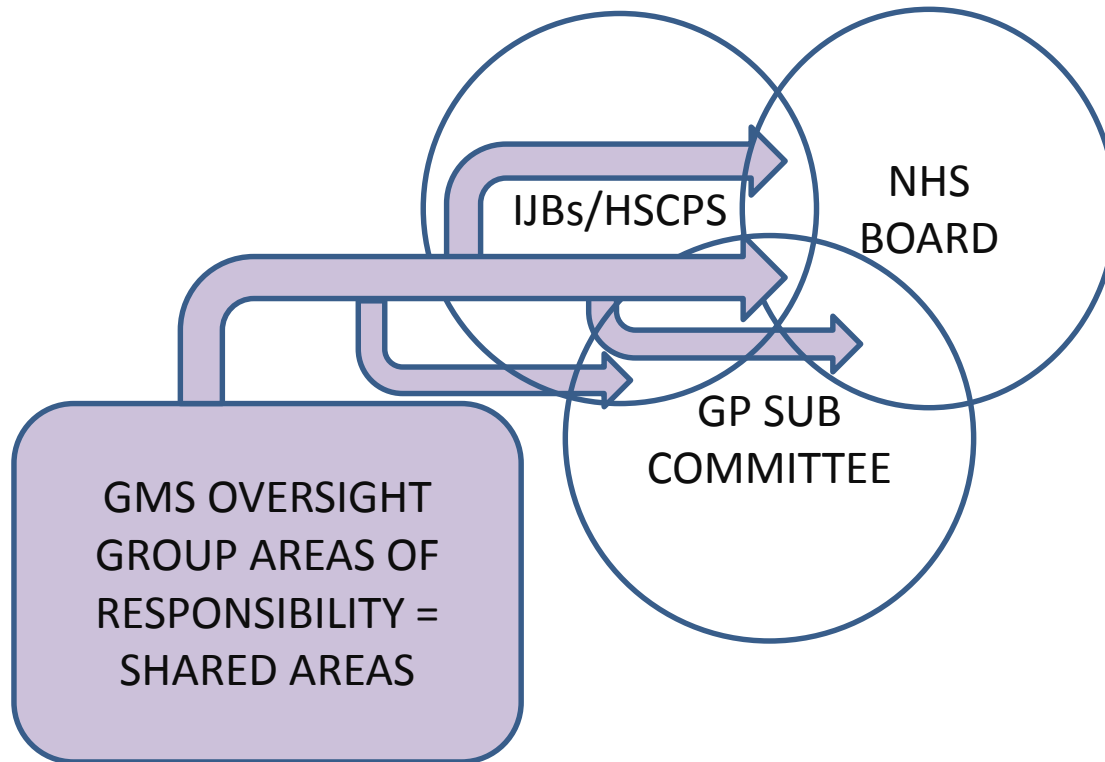 IJBs/HSCPS
NHS
BOARD
GP SUB
COMMITTEE
GMS OVERSIGHT
GROUP AREAS OF
RESPONSIBILITY =
SHARED AREAS